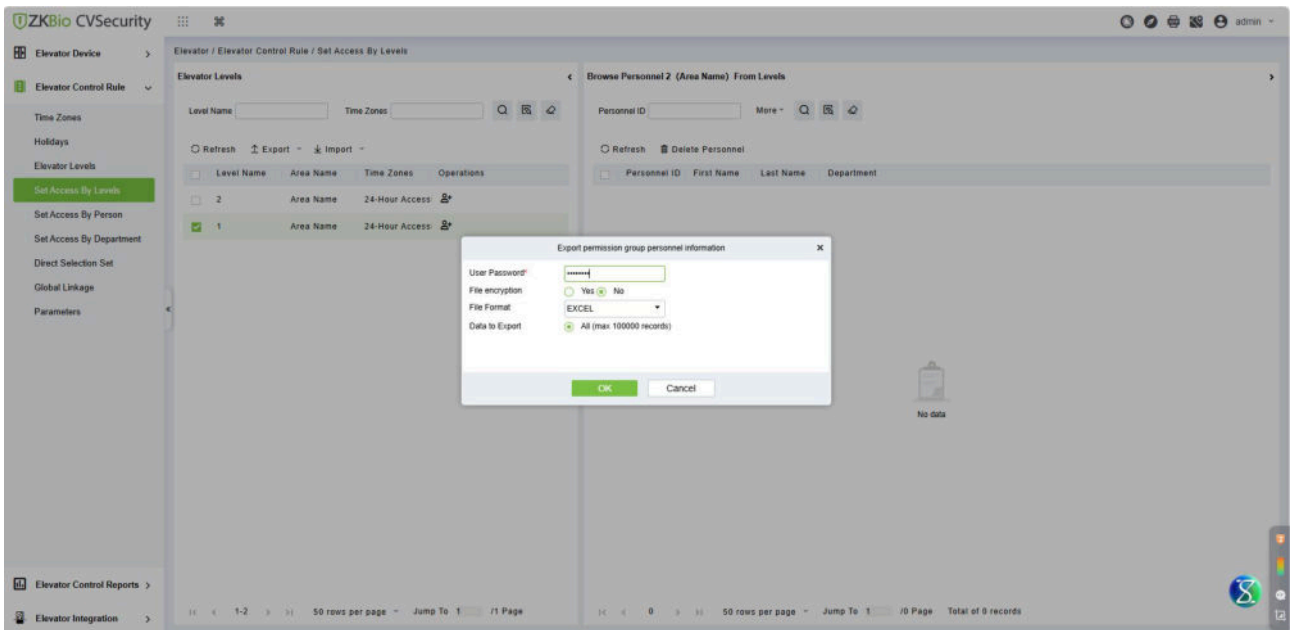 ZKBio CVSecurity
admin
Elevator Device
Elevator Control Rule
Time Zones
Holidays
Elevator Levels
Set Access By Levels
Set Access By Person
Set Access By Department
Direct Selection Set
Global Linkage
Parameters
Elevator Control Reports
Elevator Integration
Elevator / Elevator Control Rule / Set Access By Levels
Elevator Levels
Level Name Time Zones
Refresh Export Import
Level Name Area Name Time Zones Operations
2 Area Name 24-Hour Access
1 Area Name 24-Hour Access
1-2 50 rows per page Jump To 1 /1 Page
Browse Personnel 2 (Area Name) From Levels
Personnel ID More
Refresh Delete Personnel
Personnel ID First Name Last Name Department
No data
0 50 rows per page Jump To 1 /0 Page Total of 0 records
Export permission group personnel information x
User Password*
File encryption Yes No
File Format EXCEL
Data to Export All (max 100000 records)
OK Cancel